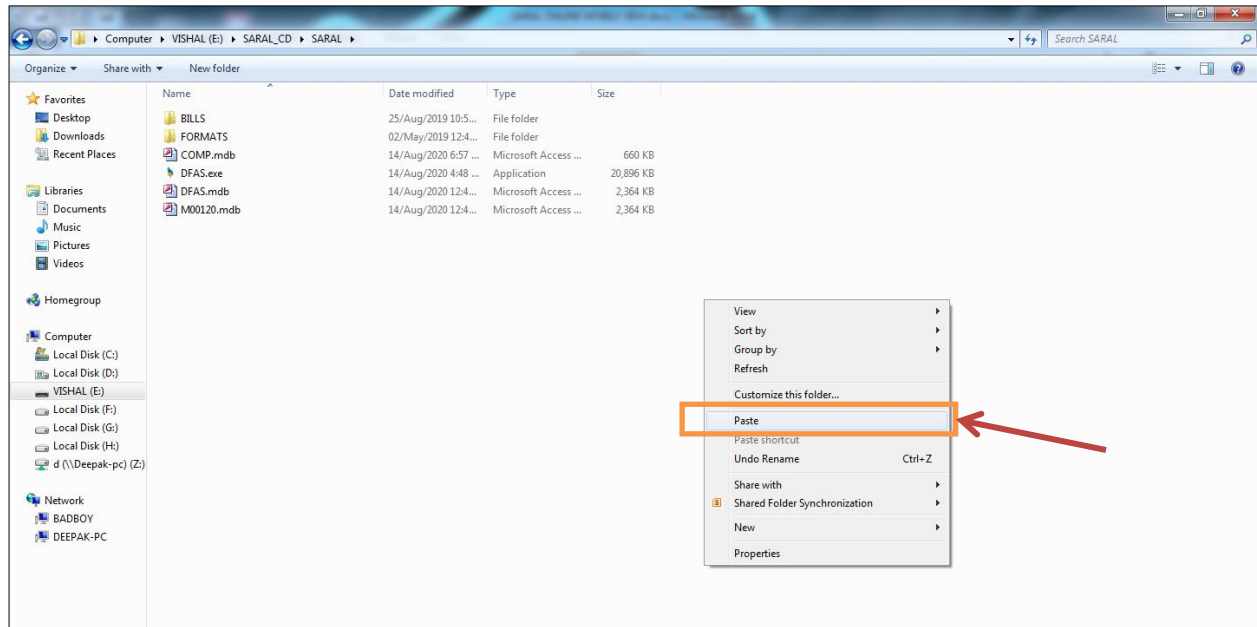 Computer ▸ VISHAL (E:) ▸ SARAL_CD ▸ SARAL ▸
Search SARAL
Organize Share with New folder
Name Date modified Type Size
BILLS 25/Aug/2019 10:5... File folder
FORMATS 02/May/2019 12:4... File folder
COMP.mdb 14/Aug/2020 6:57 ... Microsoft Access ... 660 KB
DFAS.exe 14/Aug/2020 4:48 ... Application 20,896 KB
DFAS.mdb 14/Aug/2020 12:4... Microsoft Access ... 2,364 KB
M00120.mdb 14/Aug/2020 12:4... Microsoft Access ... 2,364 KB
Favorites
Desktop
Downloads
Recent Places
Libraries
Documents
Music
Pictures
Videos
Homegroup
Computer
Local Disk (C:)
Local Disk (D:)
VISHAL (E:)
Local Disk (F:)
Local Disk (G:)
Local Disk (H:)
d (\\Deepak-pc) (Z:)
Network
BADBOY
DEEPAK-PC
View
Sort by
Group by
Refresh
Customize this folder...
Paste
Paste shortcut
Undo Rename Ctrl+Z
Share with
S Shared Folder Synchronization
New
Properties